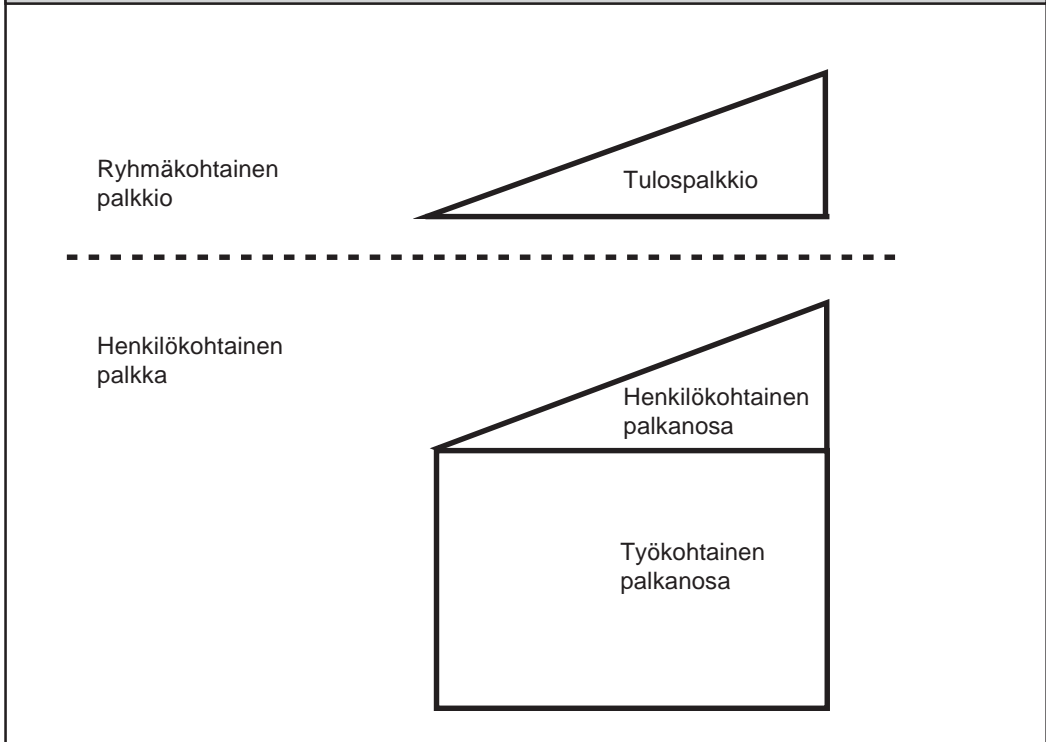 Ryhmäkohtainen
palkkio
Tulospalkkio
Henkilökohtainen
palkka
Henkilökohtainen
palkanosa
Työkohtainen
palkanosa